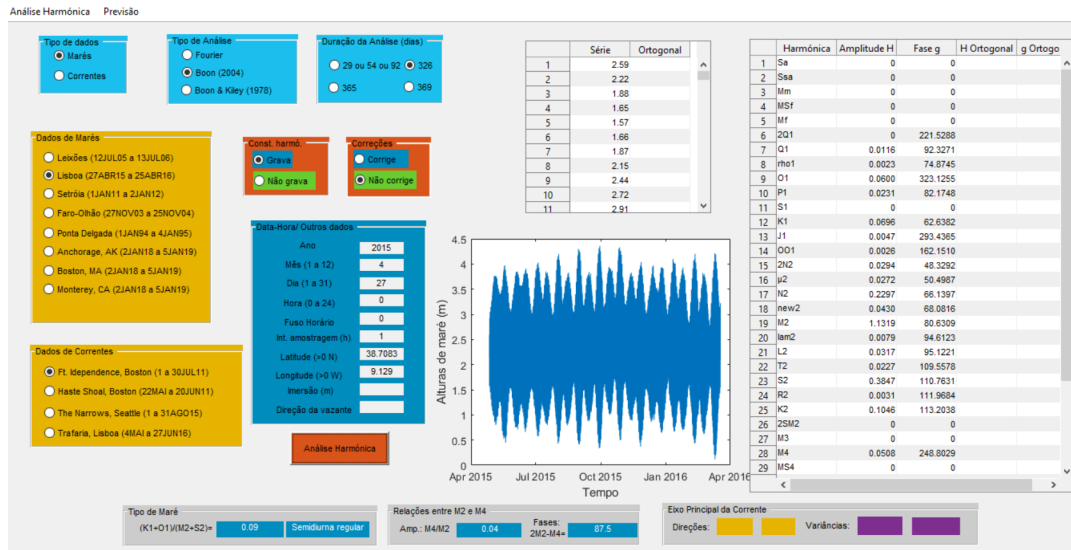 Análise Harmónica Previsão
Tipo de dados
Marés
Correntes
Tipo de Análise
Fourier
Boon (2004)
Boon & Kiley (1978)
Duração da Análise (dias)
29 ou 54 ou 92 326
365 369
Dados de Marés
Leixões (12JUL05 a 13JUL06)
Lisboa (27ABR15 a 25ABR16)
Setróia (1JAN11 a 2JAN12)
Faro-Olhão (27NOV03 a 25NOV04)
Ponta Delgada (1JAN94 a 4JAN95)
Anchorage, AK (2JAN18 a 5JAN19)
Boston, MA (2JAN18 a 5JAN19)
Monterey, CA (2JAN18 a 5JAN19)
Const. harmó.
Grava
Não grava
Correções
Corrige
Não corrige
Data-Hora/ Outros dados
Ano 2015
Mês (1 a 12) 4
Dia (1 a 31) 27
Hora (0 a 24) 0
Fuso Horário 0
Int. amostragem (h) 1
Latitude (>0 N) 38.7083
Longitude (>0 W) 9.129
Imersão (m)
Direção da vazante
Dados de Correntes
Ft. Idependence, Boston (1 a 30JUL11)
Haste Shoal, Boston (22MAI a 20JUN11)
The Narrows, Seattle (1 a 31AGO15)
Trafaria, Lisboa (4MAI a 27JUN16)
Análise Harmónica
Série Ortogonal
1 2.59
2 2.22
3 1.88
4 1.65
5 1.57
6 1.66
7 1.87
8 2.15
9 2.44
10 2.72
11 2.91
Alturas de maré (m)
4.5
4
3.5
3
2.5
2
1.5
1
0.5
0
Apr 2015 Jul 2015 Oct 2015 Jan 2016 Apr 2016
Tempo
Harmónica Amplitude H Fase g H Ortogonal g Ortogo
1 Sa 0 0
2 Ssa 0 0
3 Mm 0 0
4 MSf 0 0
5 Mf 0 0
6 2Q1 0 221.5288
7 Q1 0.0116 92.3271
8 rho1 0.0023 74.8745
9 O1 0.0600 323.1255
10 P1 0.0231 82.1748
11 S1 0 0
12 K1 0.0696 62.6382
13 J1 0.0047 293.4365
14 OO1 0.0026 162.1510
15 2N2 0.0294 48.3292
16 µ2 0.0272 50.4987
17 N2 0.2297 66.1397
18 new2 0.0430 68.0816
19 M2 1.1319 80.6309
20 lam2 0.0079 94.6123
21 L2 0.0317 95.1221
22 T2 0.0227 109.5578
23 S2 0.3847 110.7631
24 R2 0.0031 111.9684
25 K2 0.1046 113.2038
26 2SM2 0 0
27 M3 0 0
28 M4 0.0508 248.8029
29 MS4 0 0
Tipo de Maré
(K1+O1)/(M2+S2)= 0.09 Semidiurna regular
Relações entre M2 e M4
Amp.: M4/M2 0.04 Fases: 2M2-M4= 87.5
Eixo Principal da Corrente
Direções: Variâncias: